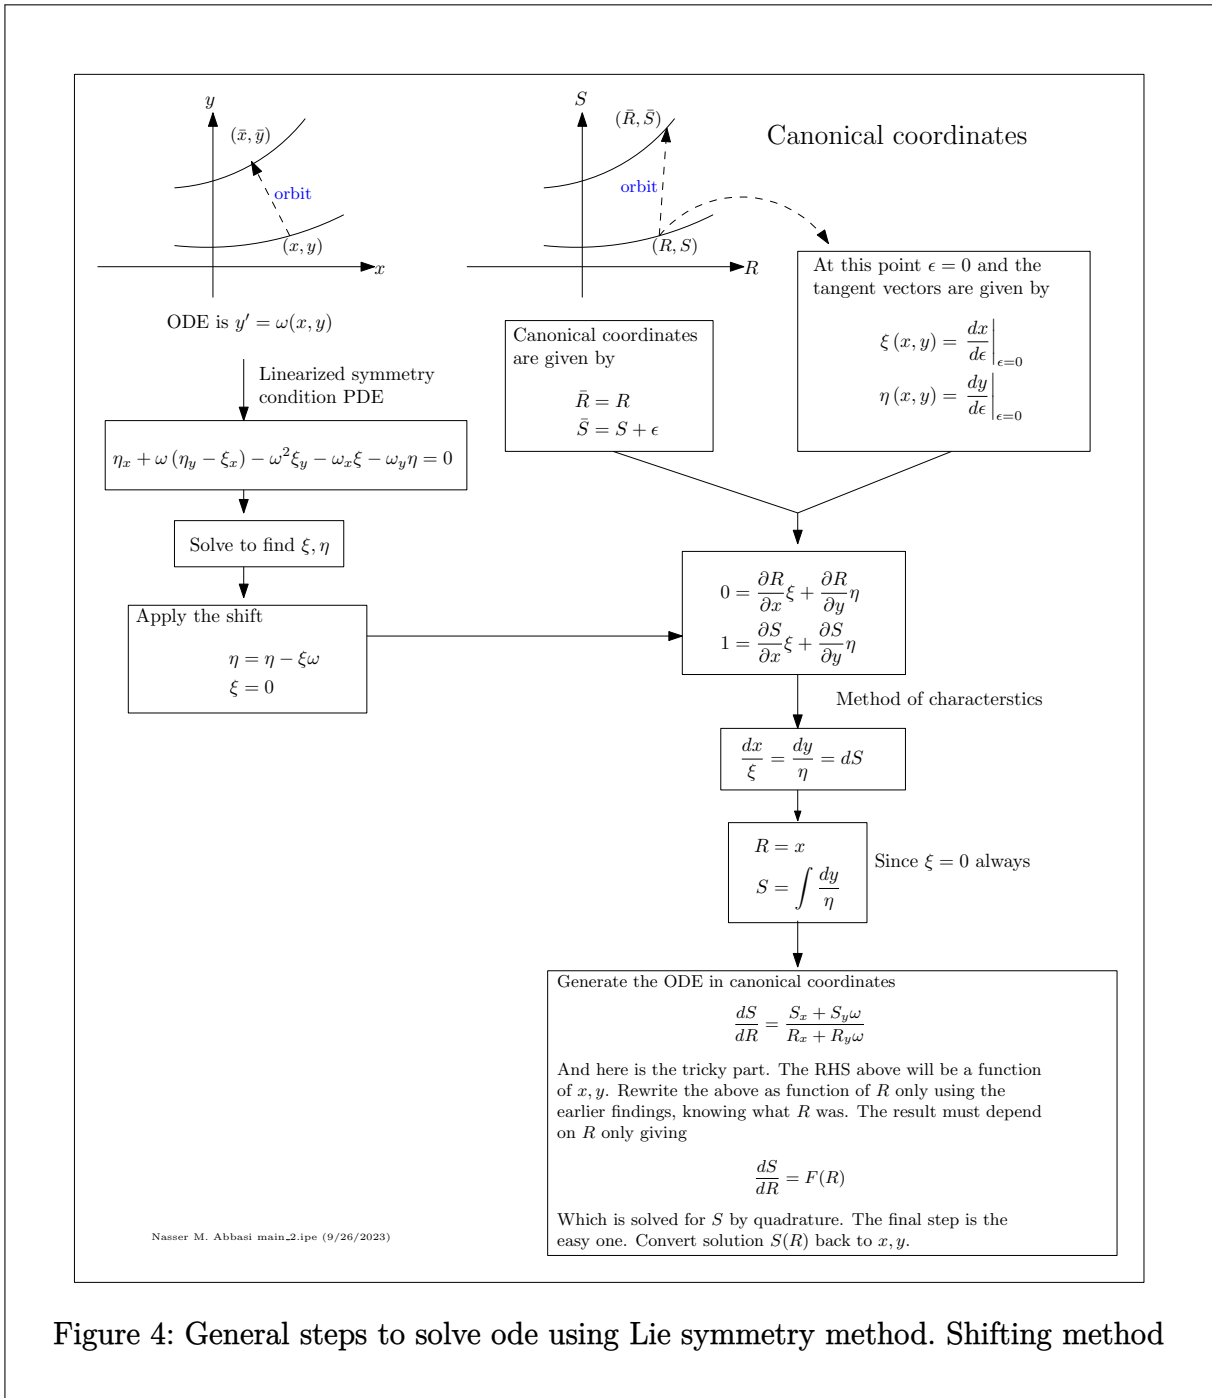 y
(x̄, ȳ)
orbit
(x, y)
x
S
(R̄, S̄)
orbit
(R, S)
R
Canonical coordinates
At this point ϵ = 0 and the
tangent vectors are given by
ξ (x, y) = dx/dϵ |ϵ=0
η (x, y) = dy/dϵ |ϵ=0
ODE is y′ = ω(x, y)
Canonical coordinates
are given by
R̄ = R
S̄ = S + ϵ
Linearized symmetry
condition PDE
ηx + ω (ηy − ξx) − ω²ξy − ωxξ − ωyη = 0
Solve to find ξ, η
Apply the shift
η = η − ξω
ξ = 0
0 = ∂R/∂x ξ + ∂R/∂y η
1 = ∂S/∂x ξ + ∂S/∂y η
Method of characterstics
dx/ξ = dy/η = dS
R = x
S = ∫ dy/η
Since ξ = 0 always
Generate the ODE in canonical coordinates
dS/dR = (Sx + Syω)/(Rx + Ryω)
And here is the tricky part. The RHS above will be a function
of x, y. Rewrite the above as function of R only using the
earlier findings, knowing what R was. The result must depend
on R only giving
dS/dR = F(R)
Which is solved for S by quadrature. The final step is the
easy one. Convert solution S(R) back to x, y.
Nasser M. Abbasi main_2.ipe (9/26/2023)
Figure 4: General steps to solve ode using Lie symmetry method. Shifting method